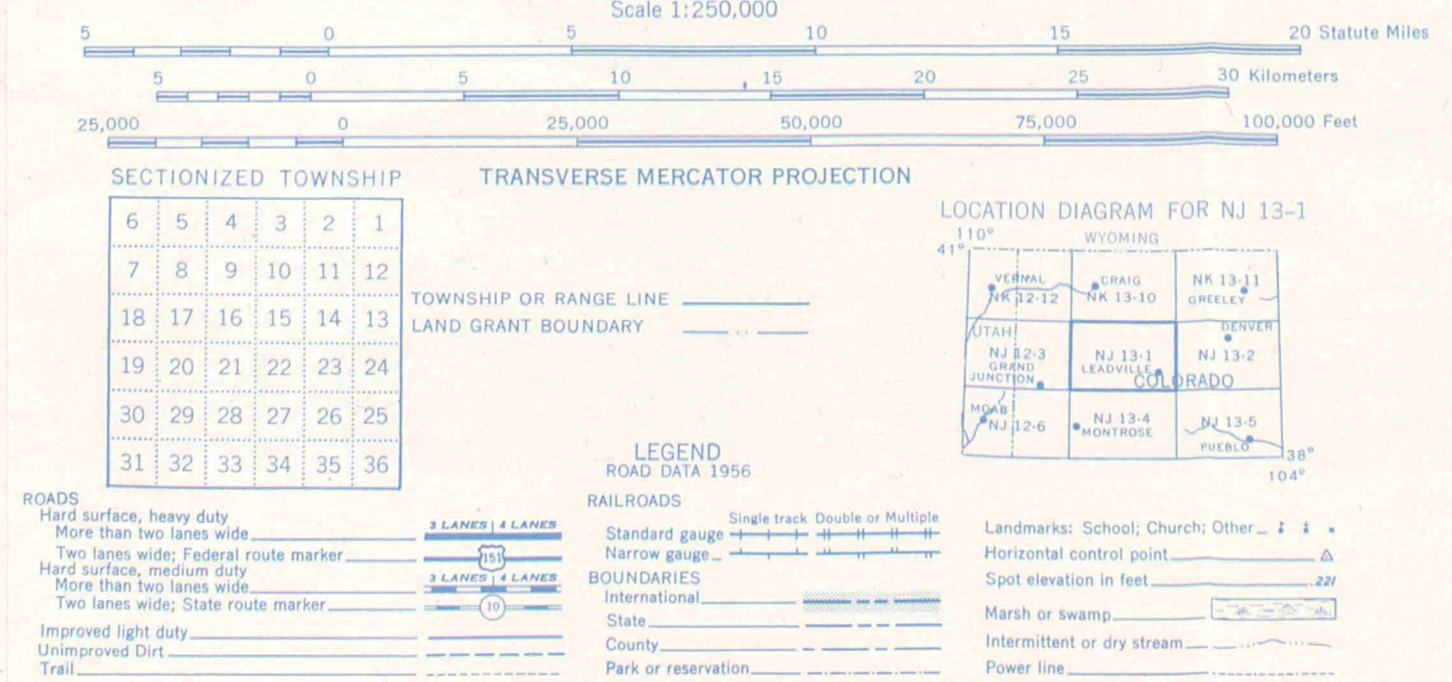 Scale 1:250,000
5 0 5 10 15 20 Statute Miles
5 0 5 10 15 20 25 30 Kilometers
25,000 0 25,000 50,000 75,000 100,000 Feet
SECTIONIZED TOWNSHIP
6 5 4 3 2 1
7 8 9 10 11 12
18 17 16 15 14 13
19 20 21 22 23 24
30 29 28 27 26 25
31 32 33 34 35 36
TRANSVERSE MERCATOR PROJECTION
TOWNSHIP OR RANGE LINE
LAND GRANT BOUNDARY
LOCATION DIAGRAM FOR NJ 13-1
110°
41°
WYOMING
VERNAL
NK 12-12
CRAIG
NK 13-10
NK 13-11
GREELEY
UTAH
NJ 12-3
GRAND
JUNCTION
NJ 13-1
LEADVILLE
DENVER
NJ 13-2
COLORADO
MOAB
NJ 12-6
NJ 13-4
MONTROSE
NJ 13-5
PUEBLO
38°
104°
LEGEND
ROAD DATA 1956
ROADS
Hard surface, heavy duty
More than two lanes wide 3 LANES | 4 LANES
Two lanes wide; Federal route marker 151
Hard surface, medium duty
More than two lanes wide 3 LANES | 4 LANES
Two lanes wide; State route marker 10
Improved light duty
Unimproved Dirt
Trail
RAILROADS
Single track Double or Multiple
Standard gauge
Narrow gauge
BOUNDARIES
International
State
County
Park or reservation
Landmarks: School; Church; Other
Horizontal control point
Spot elevation in feet .221
Marsh or swamp
Intermittent or dry stream
Power line